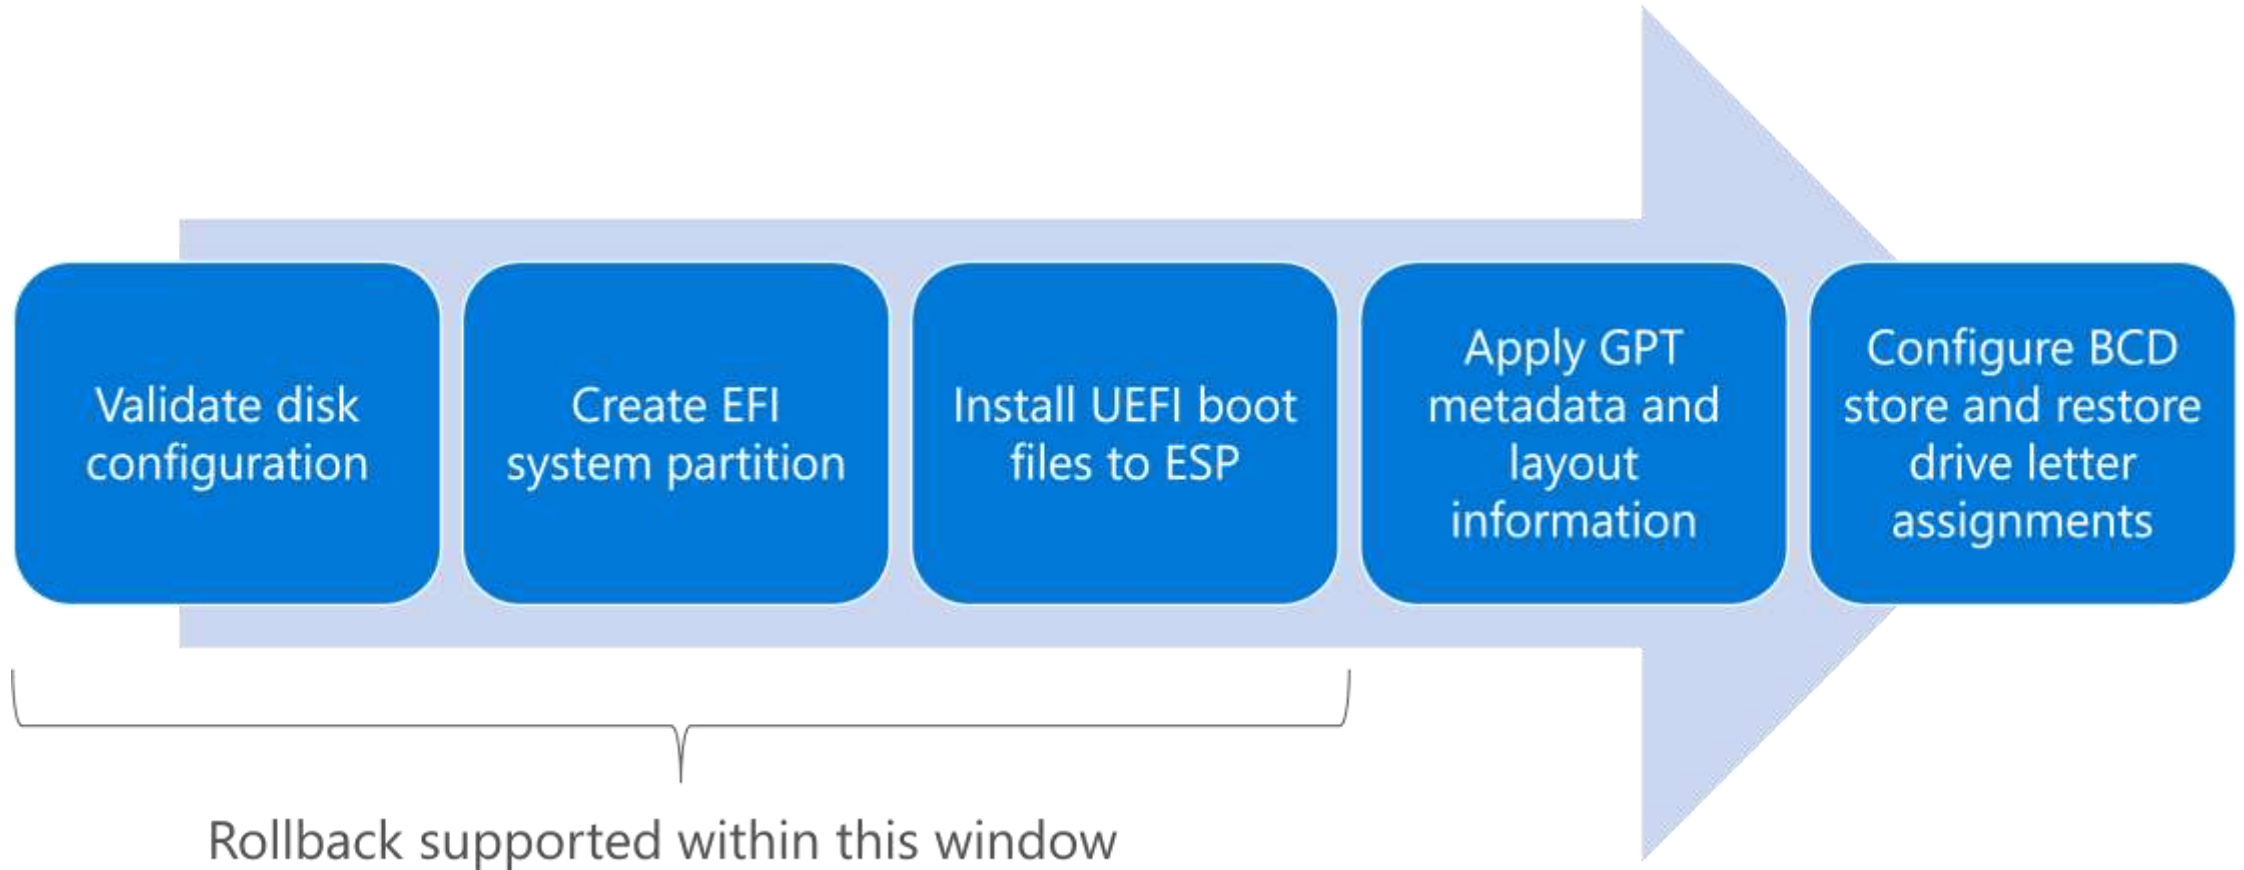 Validate disk
configuration
Create EFI
system partition
Install UEFI boot
files to ESP
Apply GPT
metadata and
layout
information
Configure BCD
store and restore
drive letter
assignments
Rollback supported within this window